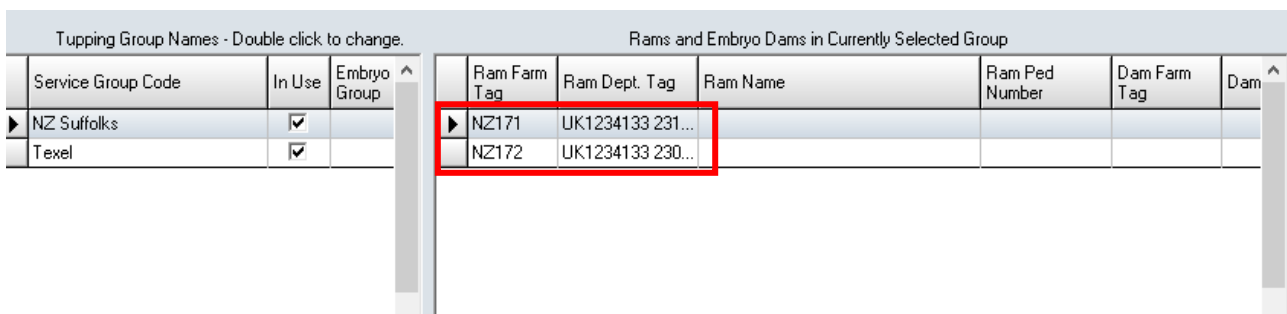 Tupping Group Names - Double click to change.
Service Group Code In Use Embryo Group
NZ Suffolks
Texel
Rams and Embryo Dams in Currently Selected Group
Ram Farm Tag Ram Dept. Tag Ram Name Ram Ped Number Dam Farm Tag Dam
NZ171 UK1234133 231...
NZ172 UK1234133 230...